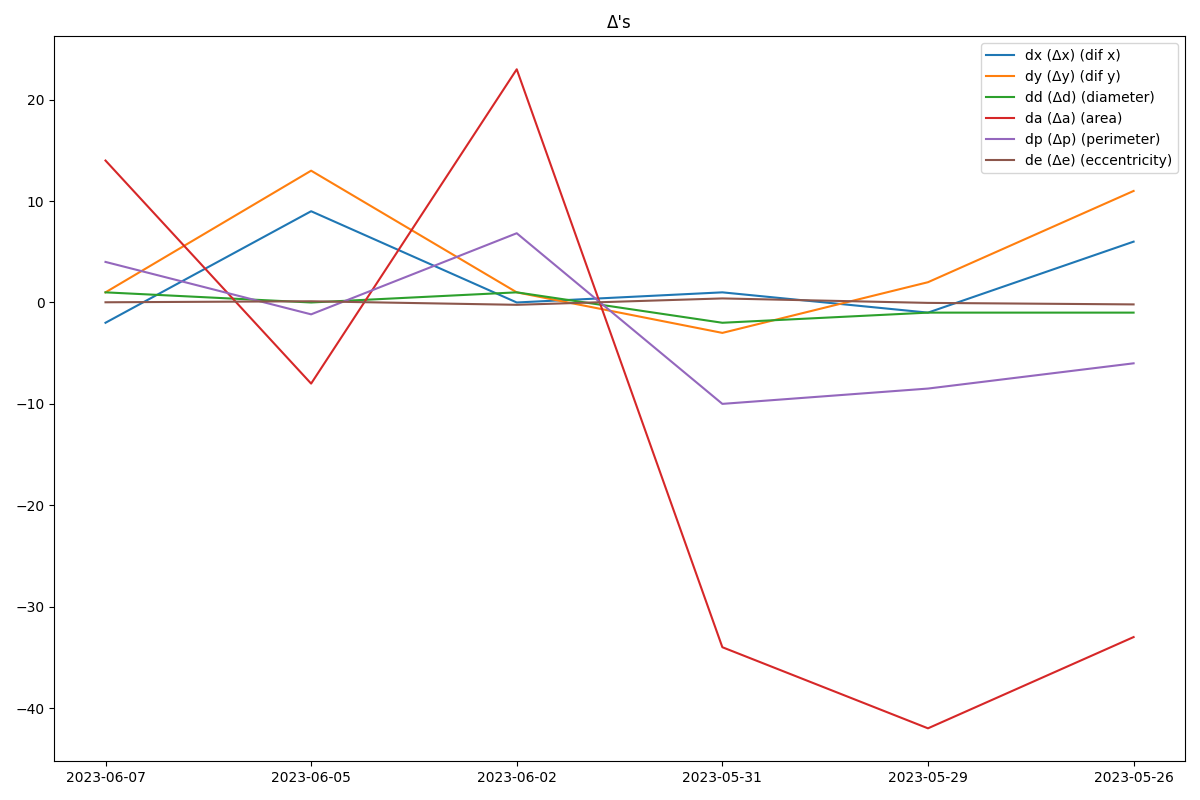 Δ's
dx (Δx) (dif x)
dy (Δy) (dif y)
dd (Δd) (diameter)
da (Δa) (area)
dp (Δp) (perimeter)
de (Δe) (eccentricity)
20
10
0
−10
−20
−30
−40
2023-06-07 2023-06-05 2023-06-02 2023-05-31 2023-05-29 2023-05-26